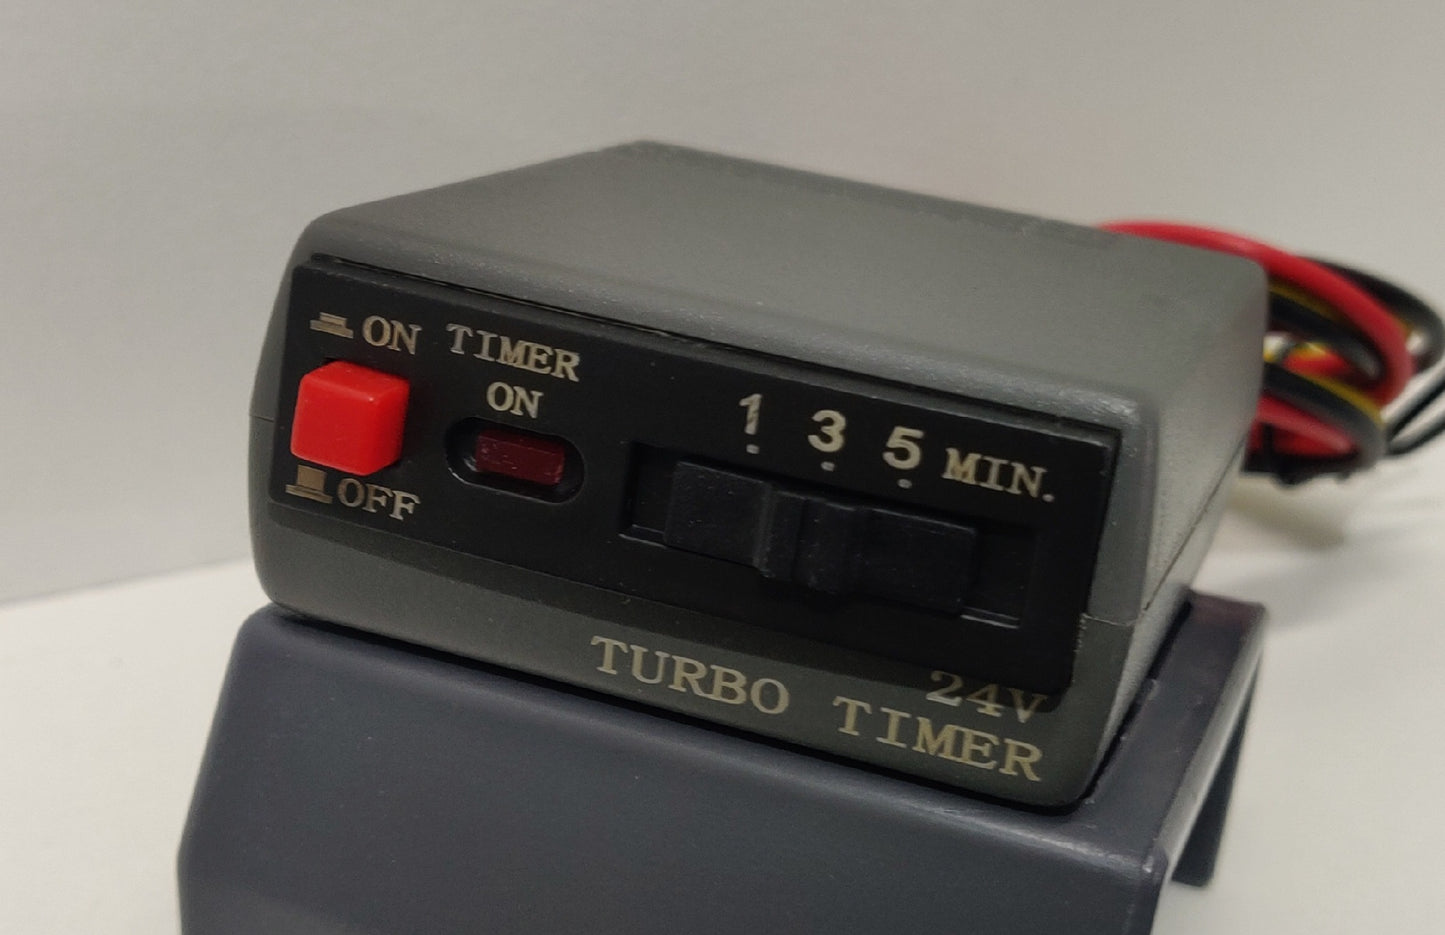 ON TIMER
ON
OFF
1 3 5 MIN.
24V
TURBO TIMER